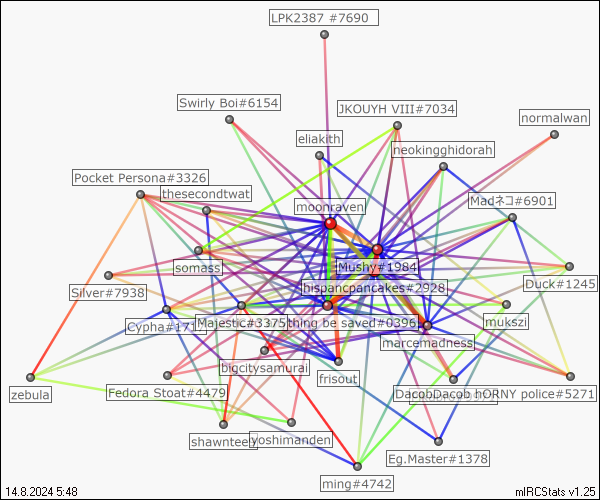 LPK2387 #7690
Swirly Boi#6154
JKOUYH VIII#7034
normalwan
eliakith
neokingghidorah
Pocket Persona#3326
thesecondtwat
Madネコ#6901
moonraven
somass
Mushy#1984
Duck#1245
Silver#7938
hispancpancakes#2928
mukszi
Cypha#171
Majestic#3375
thing be saved#0396
marcemadness
bigcitysamurai
frisout
zebula
Fedora Stoat#4479
DacobDacob
hORNY police#5271
shawnteee
yoshimanden
Eg.Master#1378
ming#4742
14.8.2024 5:48
mIRCStats v1.25